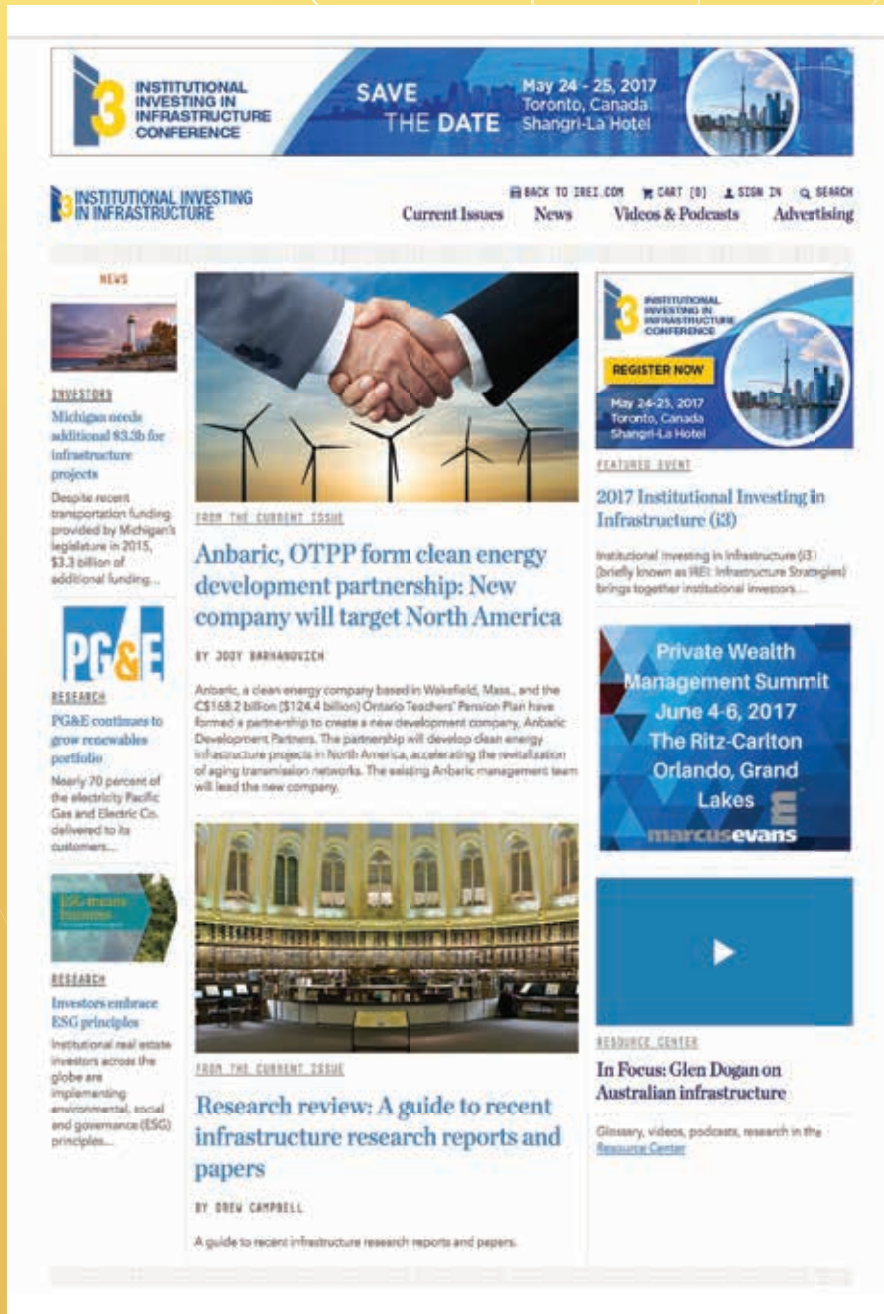 3 INSTITUTIONAL
INVESTING IN
INFRASTRUCTURE
CONFERENCE
SAVE
THE DATE
May 24 - 25, 2017
Toronto, Canada
Shangri-La Hotel
3 INSTITUTIONAL INVESTING
IN INFRASTRUCTURE
BACK TO IREI.COM CART [0] SIGN IN SEARCH
Current Issues News Videos & Podcasts Advertising
NEWS
INVESTORS
Michigan needs
additional $3.3b for
infrastructure
projects
Despite recent
transportation funding
provided by Michigan's
legislature in 2015,
$3.3 billion of
additional funding...
PG&E
RESEARCH
PG&E continues to
grow renewables
portfolio
Nearly 70 percent of
the electricity Pacific
Gas and Electric Co.
delivered to its
customers...
ESG means
business
RESEARCH
Investors embrace
ESG principles
Institutional real estate
investors across the
globe are
implementing
environmental, social
and governance (ESG)
principles...
FROM THE CURRENT ISSUE
Anbaric, OTPP form clean energy
development partnership: New
company will target North America
BY JODY BARHANOVICH
Anbaric, a clean energy company based in Wakefield, Mass., and the
C$168.2 billion ($124.4 billion) Ontario Teachers' Pension Plan have
formed a partnership to create a new development company, Anbaric
Development Partners. The partnership will develop clean energy
infrastructure projects in North America, accelerating the revitalization
of aging transmission networks. The existing Anbaric management team
will lead the new company.
FROM THE CURRENT ISSUE
Research review: A guide to recent
infrastructure research reports and
papers
BY DREW CAMPBELL
A guide to recent infrastructure research reports and papers.
3 INSTITUTIONAL
INVESTING IN
INFRASTRUCTURE
CONFERENCE
REGISTER NOW
May 24-25, 2017
Toronto, Canada
Shangri-La Hotel
FEATURED EVENT
2017 Institutional Investing in
Infrastructure (i3)
Institutional Investing in Infrastructure (i3)
(briefly known as IREI: Infrastructure Strategies)
brings together institutional investors...
Private Wealth
Management Summit
June 4-6, 2017
The Ritz-Carlton
Orlando, Grand
Lakes
marcusevans
RESOURCE CENTER
In Focus: Glen Dogan on
Australian infrastructure
Glossary, videos, podcasts, research in the
Resource Center